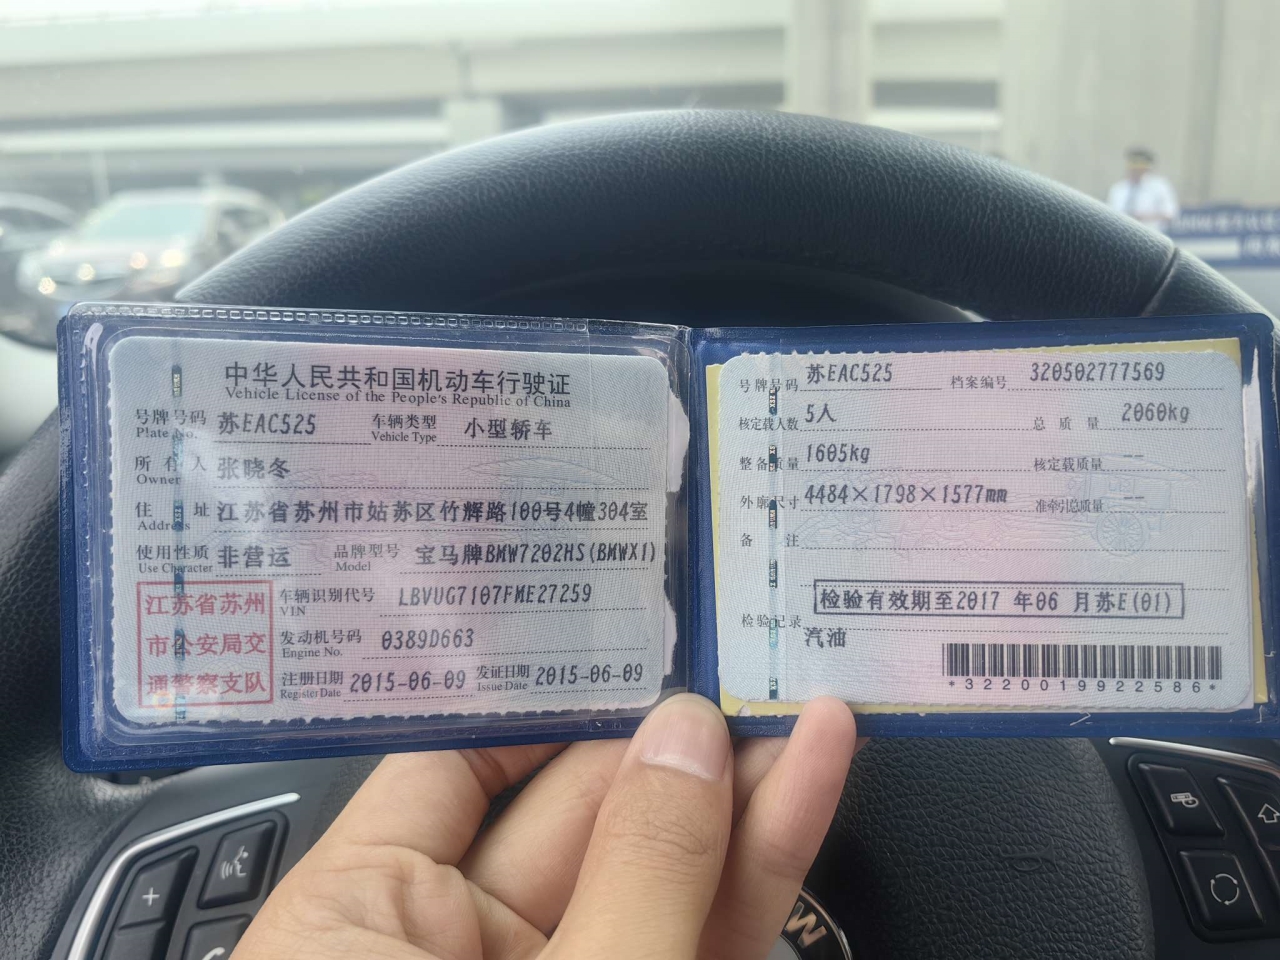 中华人民共和国机动车行驶证
Vehicle License of the People's Republic of China
号牌号码 苏EAC525 车辆类型 小型轿车
Plate No. Vehicle Type
所有人 张晓冬
Owner
住址 江苏省苏州市姑苏区竹辉路100号4幢304室
Address
使用性质 非营运 品牌型号 宝马牌BMW7202HS(BMWX1)
Use Character Model
江苏省苏州
市公安局交
通警察支队
车辆识别代号 LBVUG7107FME27259
VIN
发动机号码 0389D663
Engine No.
注册日期 2015-06-09 发证日期 2015-06-09
Register Date Issue Date
号牌号码 苏EAC525 档案编号 320502777569
核定载人数 5人 总质量 2060kg
整备质量 1605kg 核定载质量 --
外廓尺寸 4484×1798×1577mm 准牵引总质量 --
备注
检验有效期至2017 年06 月苏E(01)
检验记录
汽油
*3220019922586*